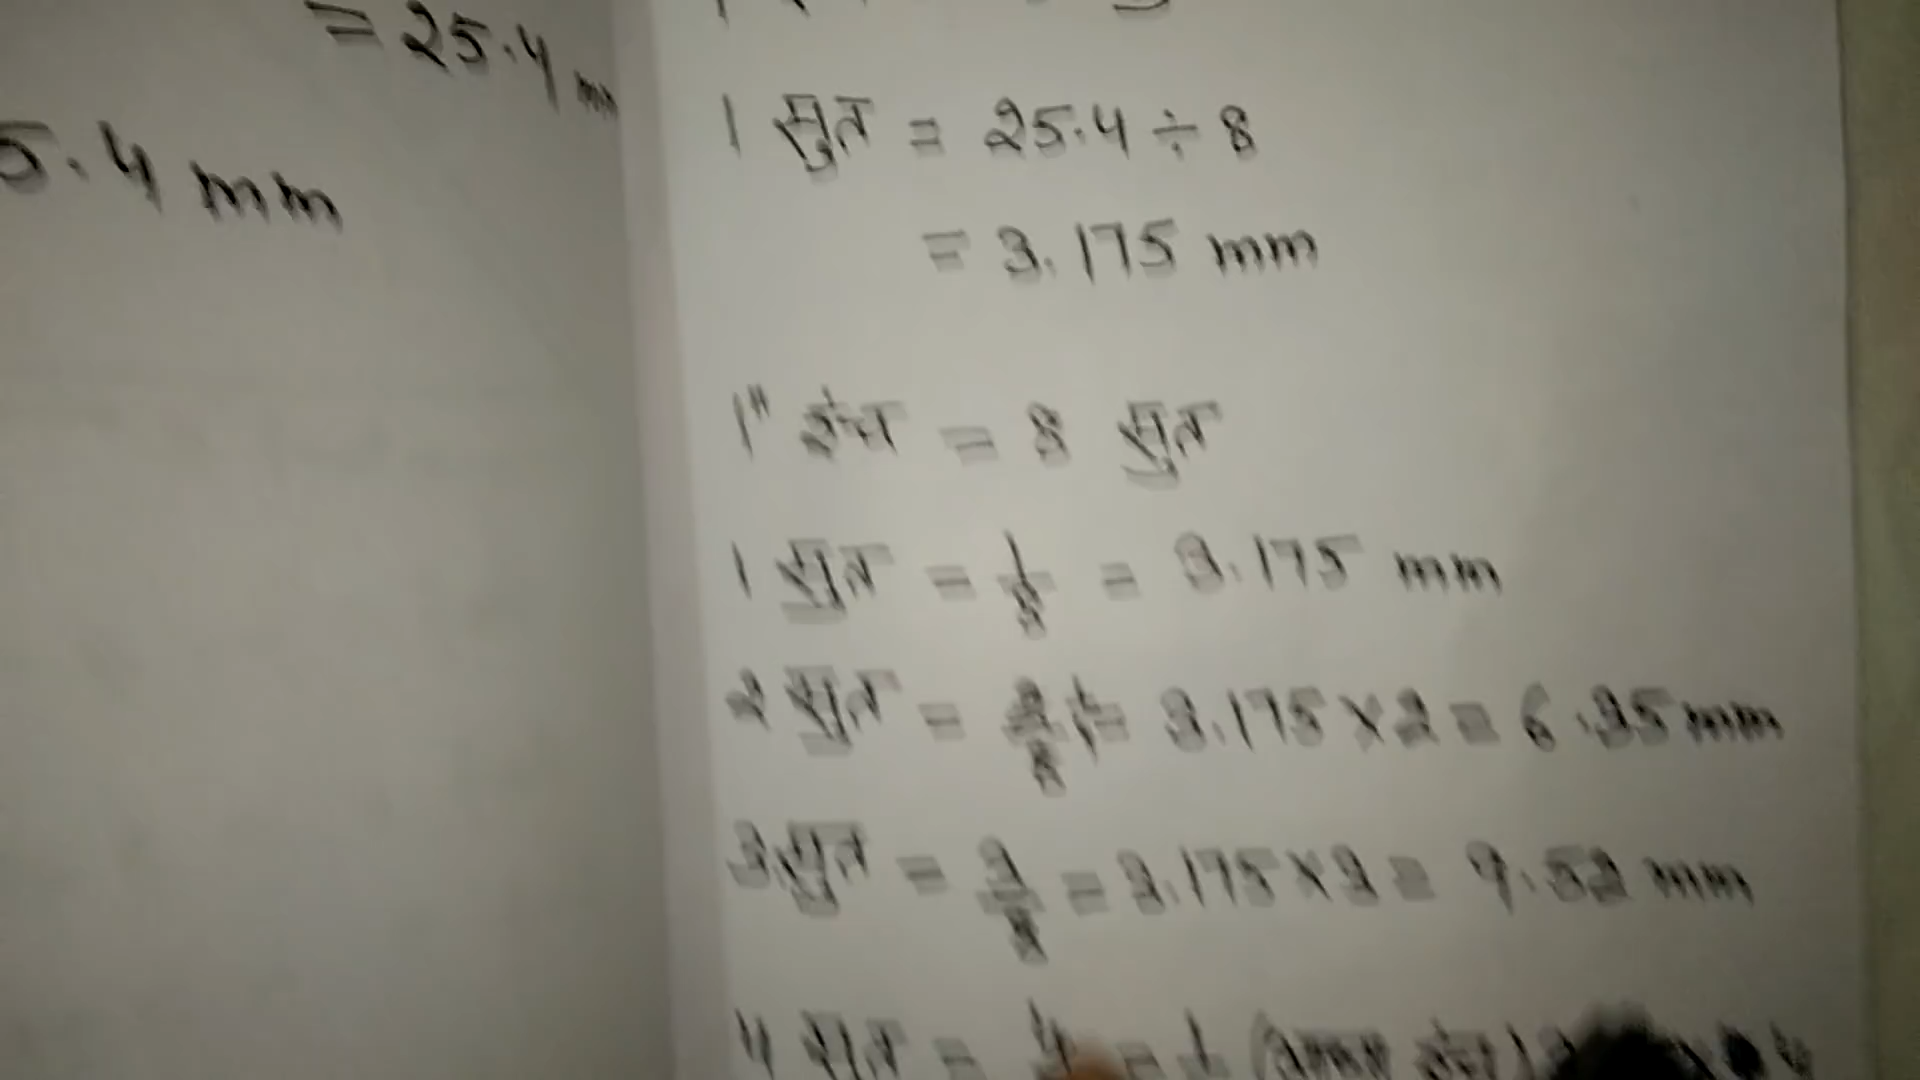 = 25.4 mm
5.4 mm
1 सुत = 25.4 ÷ 8
= 3.175 mm
1" इंच = 8 सुत
1 सुत = 1/8 = 3.175 mm
2 सुत = 2/8 = 3.175 × 2 = 6.35 mm
3 सुत = 3/8 = 3.175 × 3 = 9.52 mm
4 सुत = 4 = 1